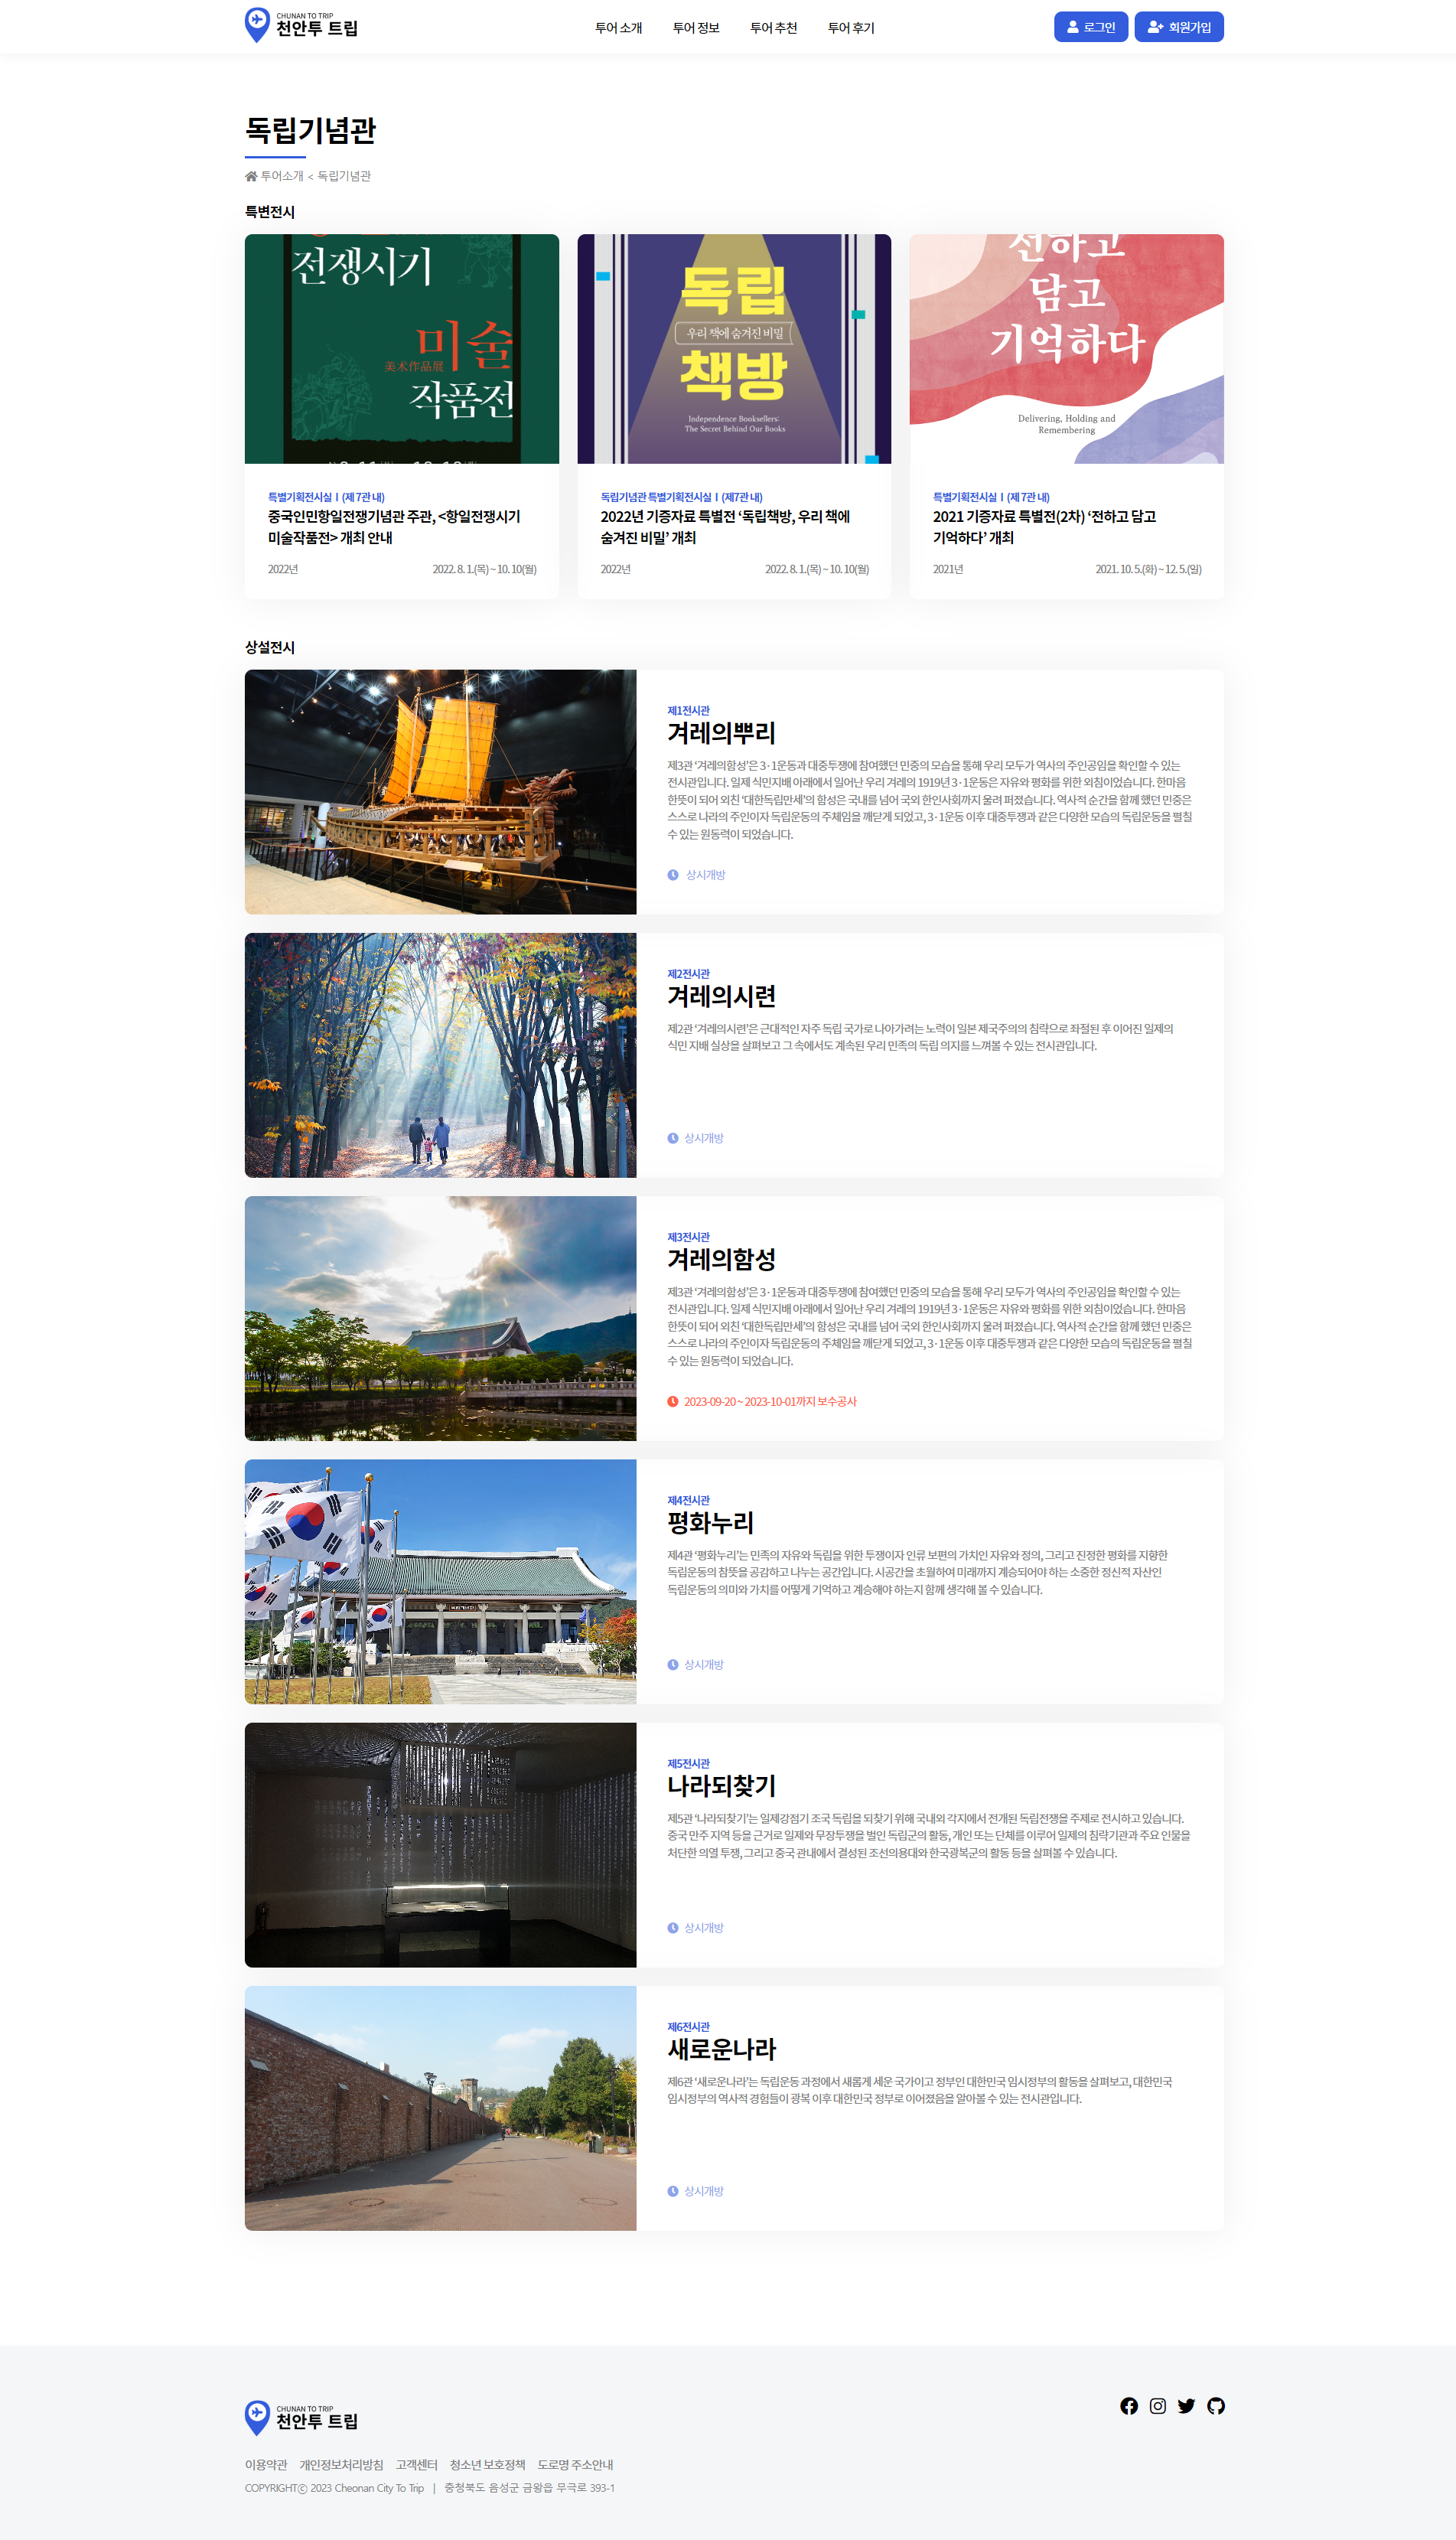 CHUNAN TO TRIP
천안투 트립
투어 소개
투어 정보
투어 추천
투어 후기
로그인
회원가입
독립기념관
투어소개 < 독립기념관
특변전시
전쟁시기
미술
美术作品展
작품전
독립
우리 책에 숨겨진 비밀
책방
Independence Booksellers:
The Secret Behind Our Books
전하고
담고
기억하다
Delivering, Holding and
Remembering
특별기획전시실Ⅰ(제 7관 내)
중국인민항일전쟁기념관 주관, <항일전쟁시기
미술작품전> 개최 안내
2022년
2022. 8. 1.(목) ~ 10. 10(월)
독립기념관 특별기획전시실Ⅰ(제7관 내)
2022년 기증자료 특별전 ‘독립책방, 우리 책에
숨겨진 비밀’ 개최
2022년
2022. 8. 1.(목) ~ 10. 10(월)
특별기획전시실Ⅰ(제 7관 내)
2021 기증자료 특별전(2차) ‘전하고 담고
기억하다’ 개최
2021년
2021. 10. 5.(화) ~ 12. 5.(일)
상설전시
제1전시관
겨레의뿌리
제3관 ‘겨레의함성’은 3·1운동과 대중투쟁에 참여했던 민중의 모습을 통해 우리 모두가 역사의 주인공임을 확인할 수 있는
전시관입니다. 일제 식민지배 아래에서 일어난 우리 겨레의 1919년 3·1운동은 자유와 평화를 위한 외침이었습니다. 한마음
한뜻이 되어 외친 ‘대한독립만세’의 함성은 국내를 넘어 국외 한인사회까지 울려 퍼졌습니다. 역사적 순간을 함께 했던 민중은
스스로 나라의 주인이자 독립운동의 주체임을 깨닫게 되었고, 3·1운동 이후 대중투쟁과 같은 다양한 모습의 독립운동을 펼칠
수 있는 원동력이 되었습니다.
상시개방
제2전시관
겨레의시련
제2관 ‘겨레의시련’은 근대적인 자주 독립 국가로 나아가려는 노력이 일본 제국주의의 침략으로 좌절된 후 이어진 일제의
식민 지배 실상을 살펴보고 그 속에서도 계속된 우리 민족의 독립 의지를 느껴볼 수 있는 전시관입니다.
상시개방
제3전시관
겨레의함성
제3관 ‘겨레의함성’은 3·1운동과 대중투쟁에 참여했던 민중의 모습을 통해 우리 모두가 역사의 주인공임을 확인할 수 있는
전시관입니다. 일제 식민지배 아래에서 일어난 우리 겨레의 1919년 3·1운동은 자유와 평화를 위한 외침이었습니다. 한마음
한뜻이 되어 외친 ‘대한독립만세’의 함성은 국내를 넘어 국외 한인사회까지 울려 퍼졌습니다. 역사적 순간을 함께 했던 민중은
스스로 나라의 주인이자 독립운동의 주체임을 깨닫게 되었고, 3·1운동 이후 대중투쟁과 같은 다양한 모습의 독립운동을 펼칠
수 있는 원동력이 되었습니다.
2023-09-20 ~ 2023-10-01까지 보수공사
제4전시관
평화누리
제4관 ‘평화누리’는 민족의 자유와 독립을 위한 투쟁이자 인류 보편의 가치인 자유와 정의, 그리고 진정한 평화를 지향한
독립운동의 참뜻을 공감하고 나누는 공간입니다. 시공간을 초월하여 미래까지 계승되어야 하는 소중한 정신적 자산인
독립운동의 의미와 가치를 어떻게 기억하고 계승해야 하는지 함께 생각해 볼 수 있습니다.
상시개방
제5전시관
나라되찾기
제5관 ‘나라되찾기’는 일제강점기 조국 독립을 되찾기 위해 국내외 각지에서 전개된 독립전쟁을 주제로 전시하고 있습니다.
중국 만주 지역 등을 근거로 일제와 무장투쟁을 벌인 독립군의 활동, 개인 또는 단체를 이루어 일제의 침략기관과 주요 인물을
처단한 의열 투쟁, 그리고 중국 관내에서 결성된 조선의용대와 한국광복군의 활동 등을 살펴볼 수 있습니다.
상시개방
제6전시관
새로운나라
제6관 ‘새로운나라’는 독립운동 과정에서 새롭게 세운 국가이고 정부인 대한민국 임시정부의 활동을 살펴보고, 대한민국
임시정부의 역사적 경험들이 광복 이후 대한민국 정부로 이어졌음을 알아볼 수 있는 전시관입니다.
상시개방
CHUNAN TO TRIP
천안투 트립
이용약관
개인정보처리방침
고객센터
청소년 보호정책
도로명 주소안내
COPYRIGHTⓒ 2023 Cheonan City To Trip | 충청북도 음성군 금왕읍 무극로 393-1